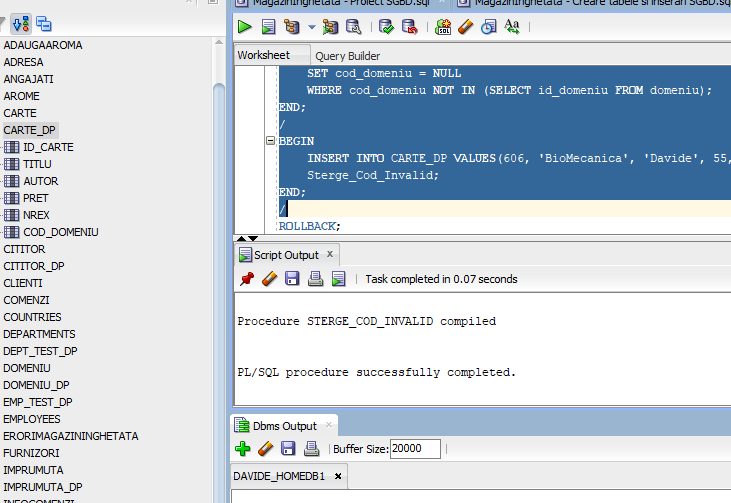 Magazininghetata - Proiect SGBD.sql
Magazininghetata - Creare tabele si inserari SGBD.sql
ADAUGAAROMA
ADRESA
ANGAJATI
AROME
CARTE
CARTE_DP
ID_CARTE
TITLU
AUTOR
PRET
NREX
COD_DOMENIU
CITITOR
CITITOR_DP
CLIENTI
COMENZI
COUNTRIES
DEPARTMENTS
DEPT_TEST_DP
DOMENIU
DOMENIU_DP
EMP_TEST_DP
EMPLOYEES
ERORIMAGAZININGHETATA
FURNIZORI
IMPRUMUTA
IMPRUMUTA_DP
INFOCOMENZI
SQL
Aa
Worksheet
Query Builder
SET cod_domeniu = NULL
WHERE cod_domeniu NOT IN (SELECT id_domeniu FROM domeniu);
END;
/
BEGIN
INSERT INTO CARTE_DP VALUES(606, 'BioMecanica', 'Davide', 55,
Sterge_Cod_Invalid;
END;
/
ROLLBACK;
Script Output x
Task completed in 0.07 seconds
Procedure STERGE_COD_INVALID compiled
PL/SQL procedure successfully completed.
Dbms Output x
Buffer Size: 20000
DAVIDE_HOMEDB1 x